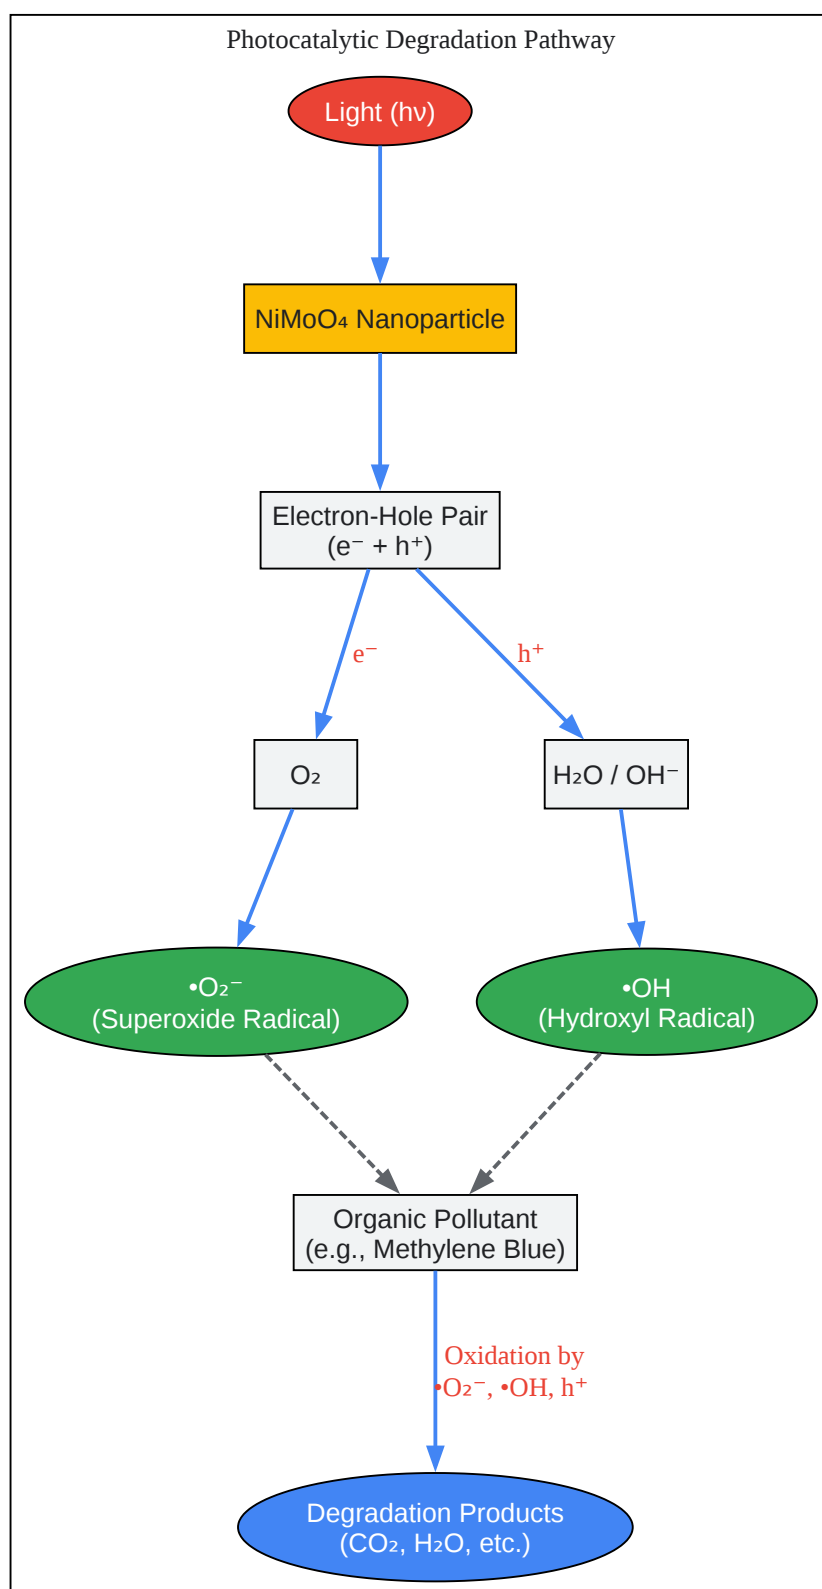 Photocatalytic Degradation Pathway
Light (hν)
NiMoO₄ Nanoparticle
Electron-Hole Pair
(e⁻ + h⁺)
e⁻
h⁺
O₂
H₂O / OH⁻
•O₂⁻
(Superoxide Radical)
•OH
(Hydroxyl Radical)
Organic Pollutant
(e.g., Methylene Blue)
Oxidation by
•O₂⁻, •OH, h⁺
Degradation Products
(CO₂, H₂O, etc.)